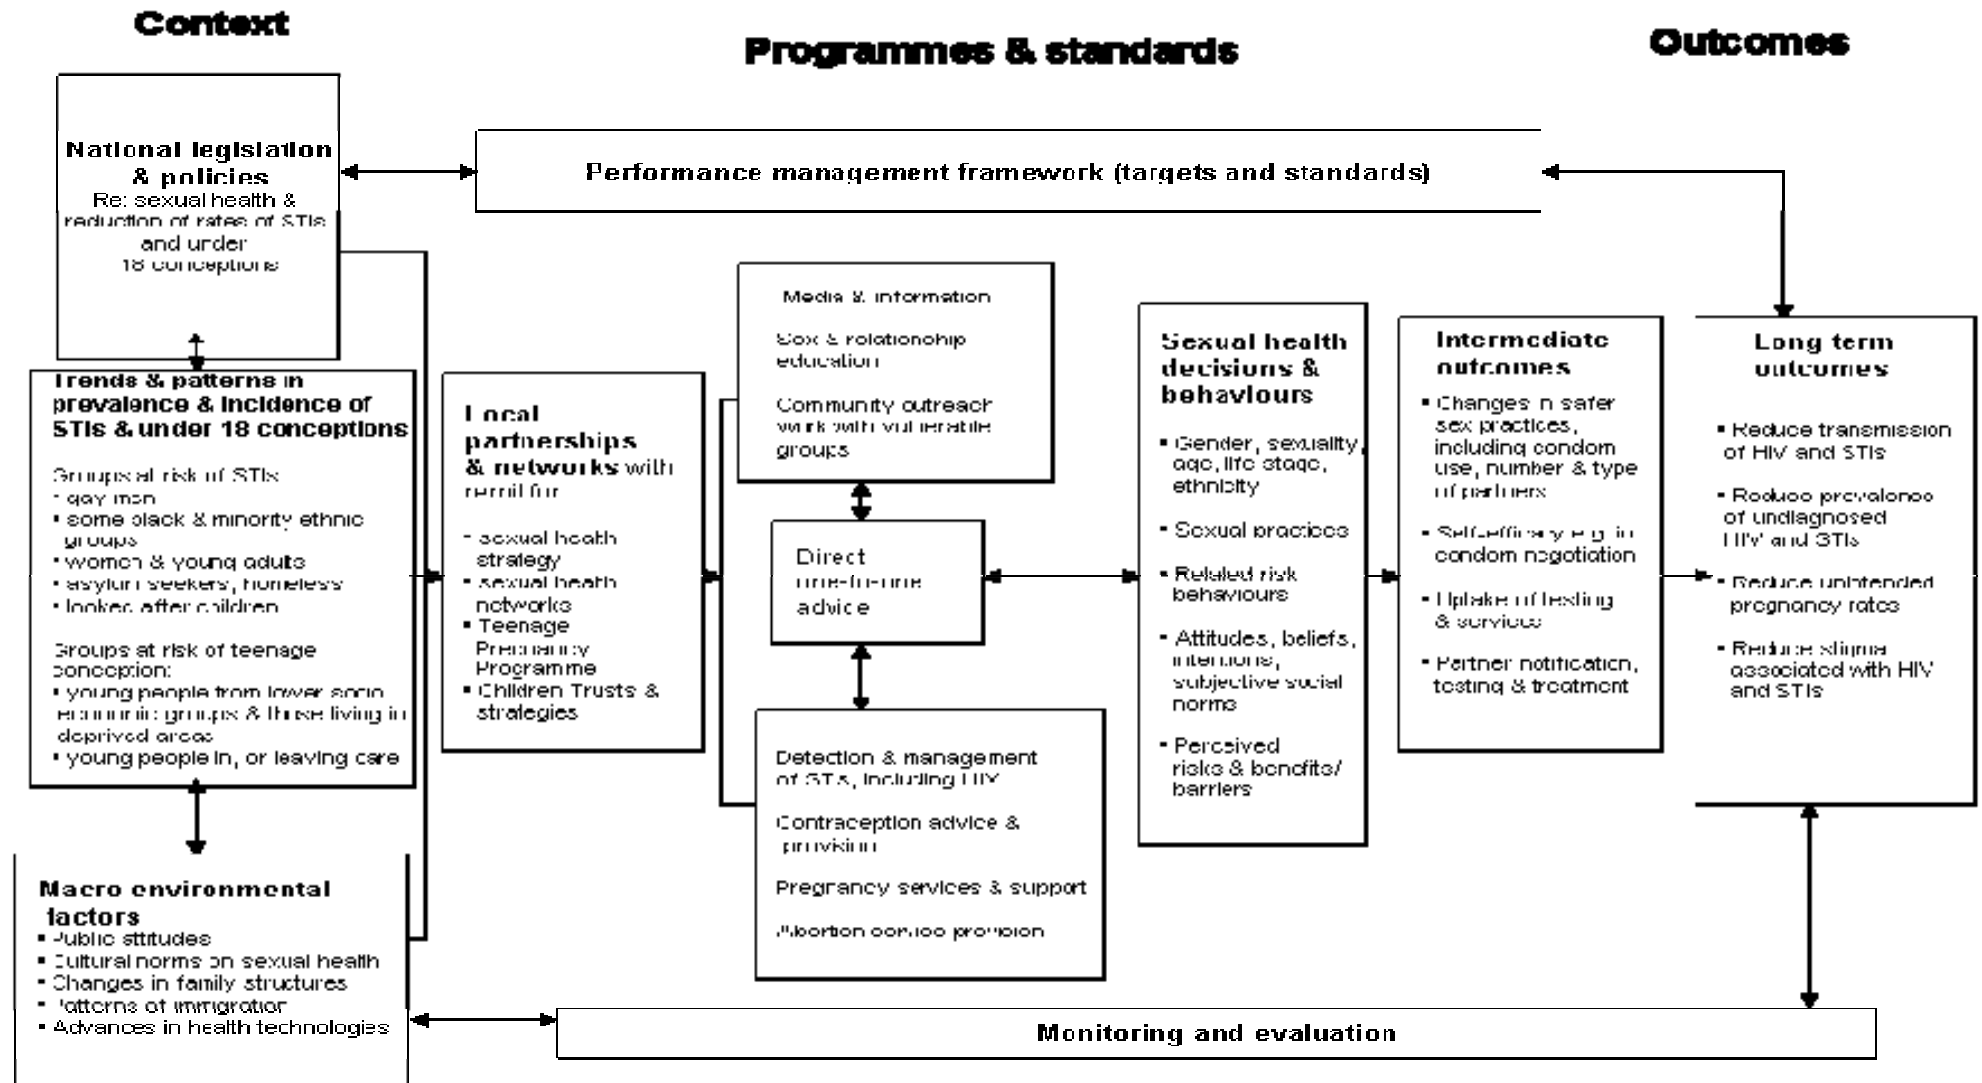 Context
Programmes & standards
Outcomes
National legislation
& policies
Re: sexual health &
reduction of rates of STIs
and under
18 conceptions
Performance management framework (targets and standards)
Trends & patterns in
prevalence & incidence of
STIs & under 18 conceptions
Groups at risk of STIs
▪ gay men
▪ some black & minority ethnic
groups
▪ women & young adults
▪ asylum seekers, homeless
▪ looked after children
Groups at risk of teenage
conception:
▪ young people from lower socio
economic groups & those living in
deprived areas
▪ young people in, or leaving care
Macro environmental
factors
▪ Public attitudes
▪ Cultural norms on sexual health
▪ Changes in family structures
▪ Patterns of immigration
▪ Advances in health technologies
Local
partnerships
& networks with
remit for
▪ sexual health
strategy
▪ sexual health
networks
▪ Teenage
Pregnancy
Programme
▪ Children Trusts &
strategies
Media & information
Sex & relationship
education
Community outreach
work with vulnerable
groups
Direct
one-to-one
advice
Detection & management
of STIs, including HIV
Contraception advice &
provision
Pregnancy services & support
Abortion service provision
Sexual health
decisions &
behaviours
▪ Gender, sexuality,
age, life stage,
ethnicity
▪ Sexual practices
▪ Related risk
behaviours
▪ Attitudes, beliefs,
intentions,
subjective social
norms
▪ Perceived
risks & benefits/
barriers
Intermediate
outcomes
▪ Changes in safer
sex practices,
including condom
use, number & type
of partners
▪ Self-efficacy e.g. in
condom negotiation
▪ Uptake of testing
& services
▪ Partner notification,
testing & treatment
Long term
outcomes
▪ Reduce transmission
of HIV and STIs
▪ Reduce prevalence
of undiagnosed
HIV and STIs
▪ Reduce unintended
pregnancy rates
▪ Reduce stigma
associated with HIV
and STIs
Monitoring and evaluation